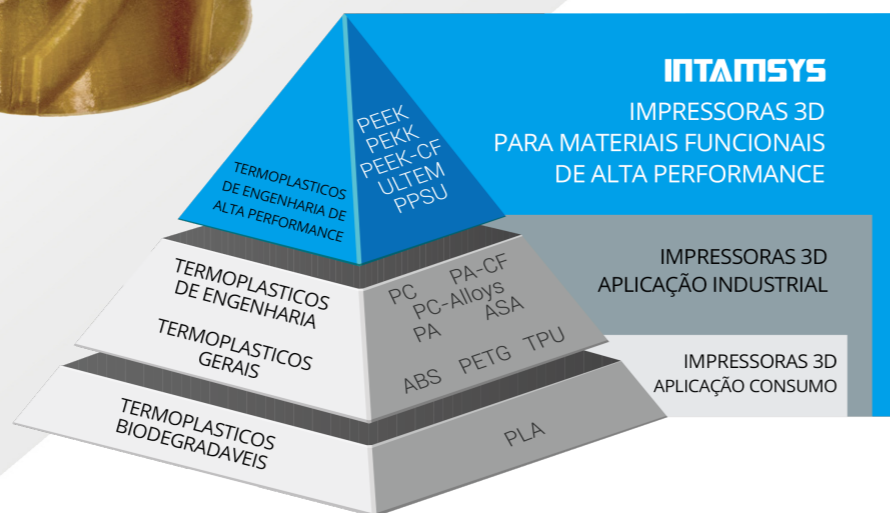 INTAMSYS
IMPRESSORAS 3D
PARA MATERIAIS FUNCIONAIS
DE ALTA PERFORMANCE
TERMOPLASTICOS
DE ENGENHARIA DE
ALTA PERFORMANCE
PEEK
PEKK
PEEK-CF
ULTEM
PPSU
IMPRESSORAS 3D
APLICAÇÃO INDUSTRIAL
TERMOPLASTICOS
DE ENGENHARIA
TERMOPLASTICOS
GERAIS
PC PA-CF
PC-Alloys
PA ASA
ABS PETG TPU
IMPRESSORAS 3D
APLICAÇÃO CONSUMO
TERMOPLASTICOS
BIODEGRADAVEIS
PLA